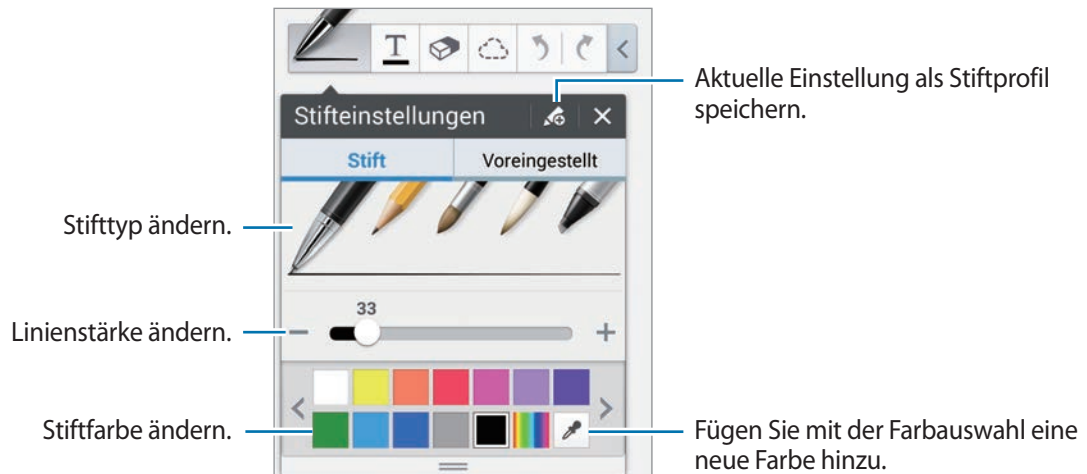 T
Aktuelle Einstellung als Stiftprofil
speichern.
Stifteinstellungen
Stift
Voreingestellt
Stifttyp ändern.
33
Linienstärke ändern.
Stiftfarbe ändern.
Fügen Sie mit der Farbauswahl eine
neue Farbe hinzu.